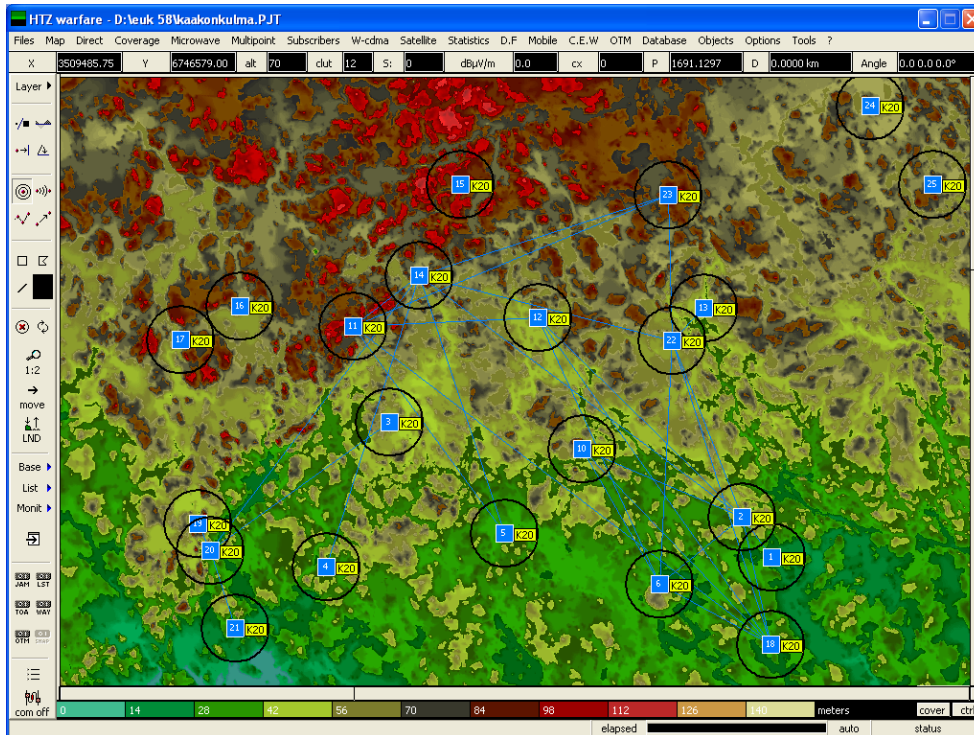 HTZ warfare - D:\euk 58\kaakonkulma.PJT
Files Map Direct Coverage Microwave Multipoint Subscribers W-cdma Satellite Statistics D.F Mobile C.E.W OTM Database Objects Options Tools ?
X 3509485.75 Y 6746579.00 alt 70 clut 12 S: 0 dBµV/m 0.0 cx 0 P 1691.1297 D 0.0000 km Angle 0.0 0.0 0.0°
Layer
24 K20
15 K20
25 K20
23 K20
14 K20
16 K20
13 K20
12 K20
11 K20
17 K20
22 K20
1:2
move
LND
3 K20
10 K20
Base
List
Monit
2 K20
19 K20
5 K20
20 K20
1 K20
4 K20
6 K20
JAM LST
TOA WAY
OTM
21 K20
18 K20
com off
0 14 28 42 56 70 84 98 112 126 140 meters cover ctrl
elapsed auto status